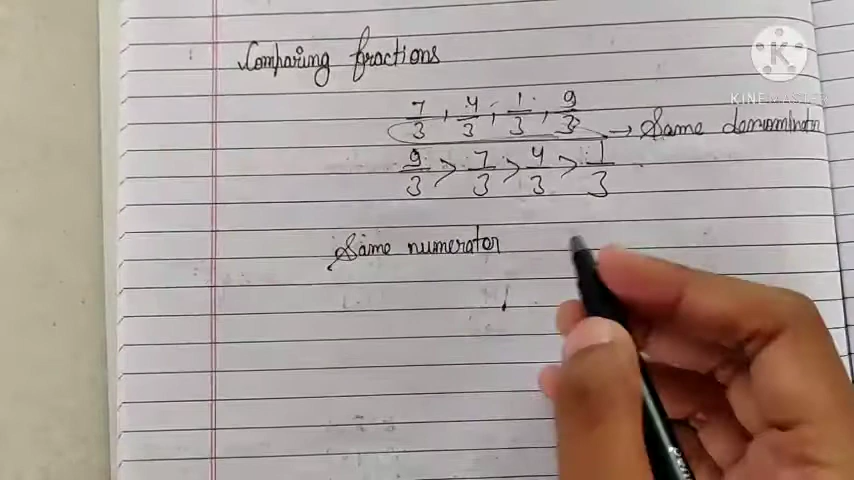 Comparing fractions
KINEMASTER
7/3, 4/3, 1/3, 9/3 → Same denominator
9/3 > 7/3 > 4/3 > 1/3
Same numerator